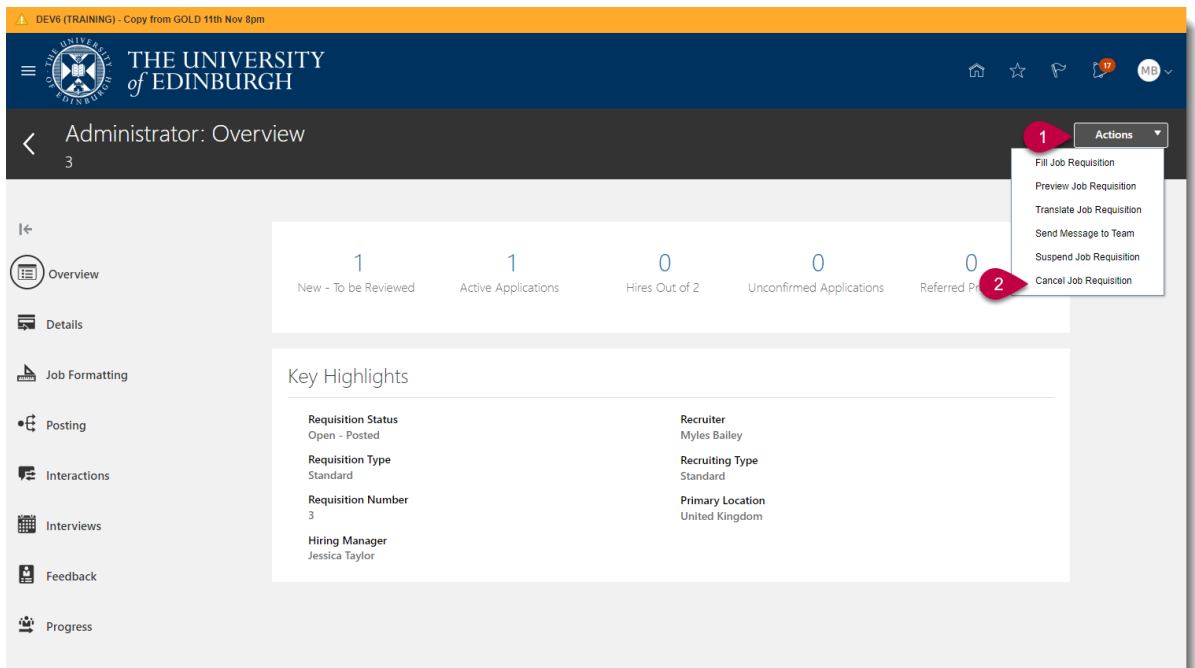 DEV6 (TRAINING) - Copy from GOLD 11th Nov 8pm
THE UNIVERSITY
of EDINBURGH
17
MB
Administrator: Overview
3
1
Actions
Fill Job Requisition
Preview Job Requisition
Translate Job Requisition
Send Message to Team
Suspend Job Requisition
2
Cancel Job Requisition
Overview
Details
Job Formatting
Posting
Interactions
Interviews
Feedback
Progress
1
New - To be Reviewed
1
Active Applications
0
Hires Out of 2
0
Unconfirmed Applications
0
Referred
Key Highlights
Requisition Status
Open - Posted
Requisition Type
Standard
Requisition Number
3
Hiring Manager
Jessica Taylor
Recruiter
Myles Bailey
Recruiting Type
Standard
Primary Location
United Kingdom